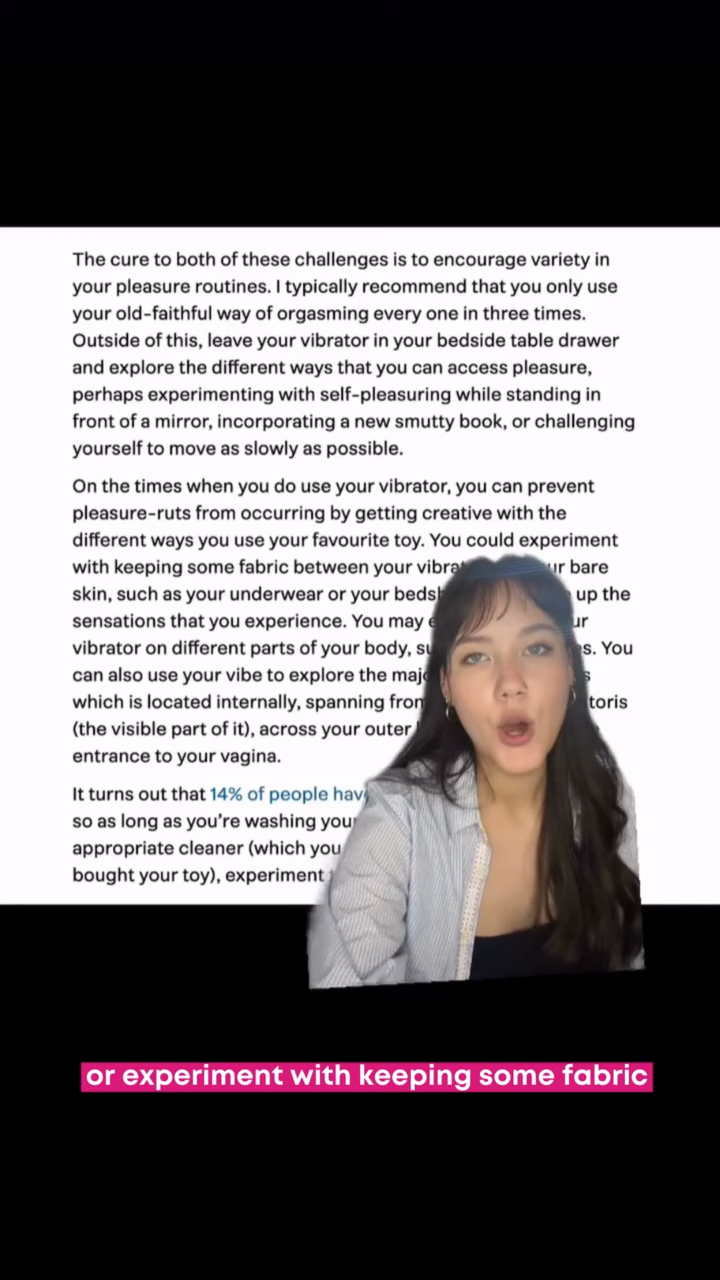 The cure to both of these challenges is to encourage variety in
your pleasure routines. I typically recommend that you only use
your old-faithful way of orgasming every one in three times.
Outside of this, leave your vibrator in your bedside table drawer
and explore the different ways that you can access pleasure,
perhaps experimenting with self-pleasuring while standing in
front of a mirror, incorporating a new smutty book, or challenging
yourself to move as slowly as possible.
On the times when you do use your vibrator, you can prevent
pleasure-ruts from occurring by getting creative with the
different ways you use your favourite toy. You could experiment
with keeping some fabric between your bare
skin, such as your underwear or your up the
sensations that you experience. You may
vibrator on different parts of your body, You
can also use your vibe to explore the
which is located internally, spanning
(the visible part of it), across your outer
entrance to your vagina.
It turns out that 14% of people
so as long as you're washing
appropriate cleaner (which you
bought your toy), experiment
or experiment with keeping some fabric